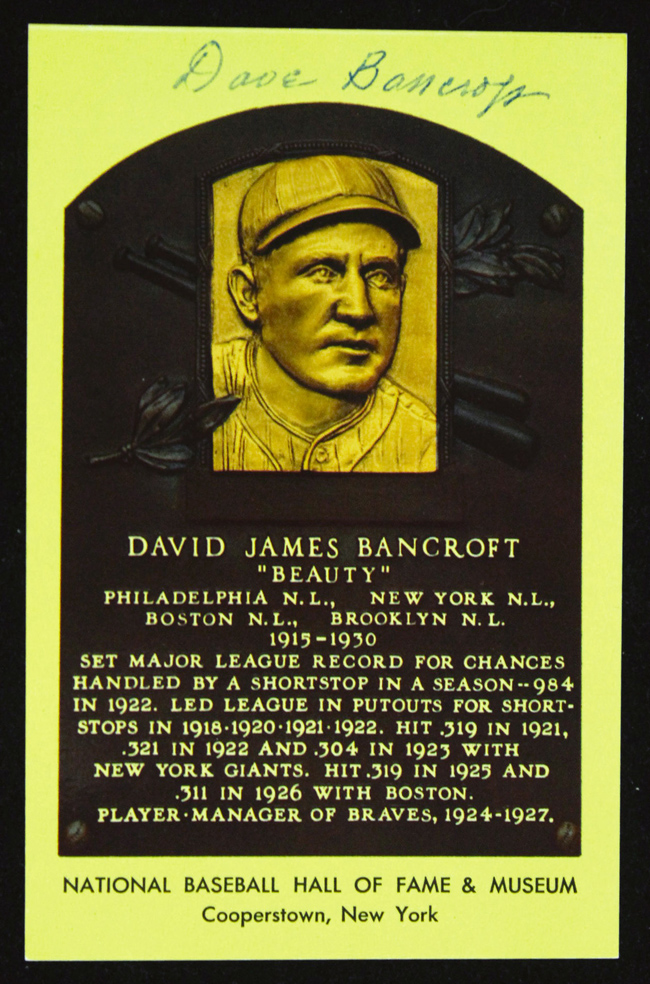 Dave Bancroft
DAVID JAMES BANCROFT
"BEAUTY"
PHILADELPHIA N.L., NEW YORK N.L.,
BOSTON N.L., BROOKLYN N.L.
1915-1930
SET MAJOR LEAGUE RECORD FOR CHANCES
HANDLED BY A SHORTSTOP IN A SEASON--984
IN 1922. LED LEAGUE IN PUTOUTS FOR SHORT-
STOPS IN 1918·1920·1921·1922. HIT .319 IN 1921,
.321 IN 1922 AND .304 IN 1923 WITH
NEW YORK GIANTS. HIT .319 IN 1925 AND
.311 IN 1926 WITH BOSTON.
PLAYER·MANAGER OF BRAVES, 1924-1927.
NATIONAL BASEBALL HALL OF FAME & MUSEUM
Cooperstown, New York